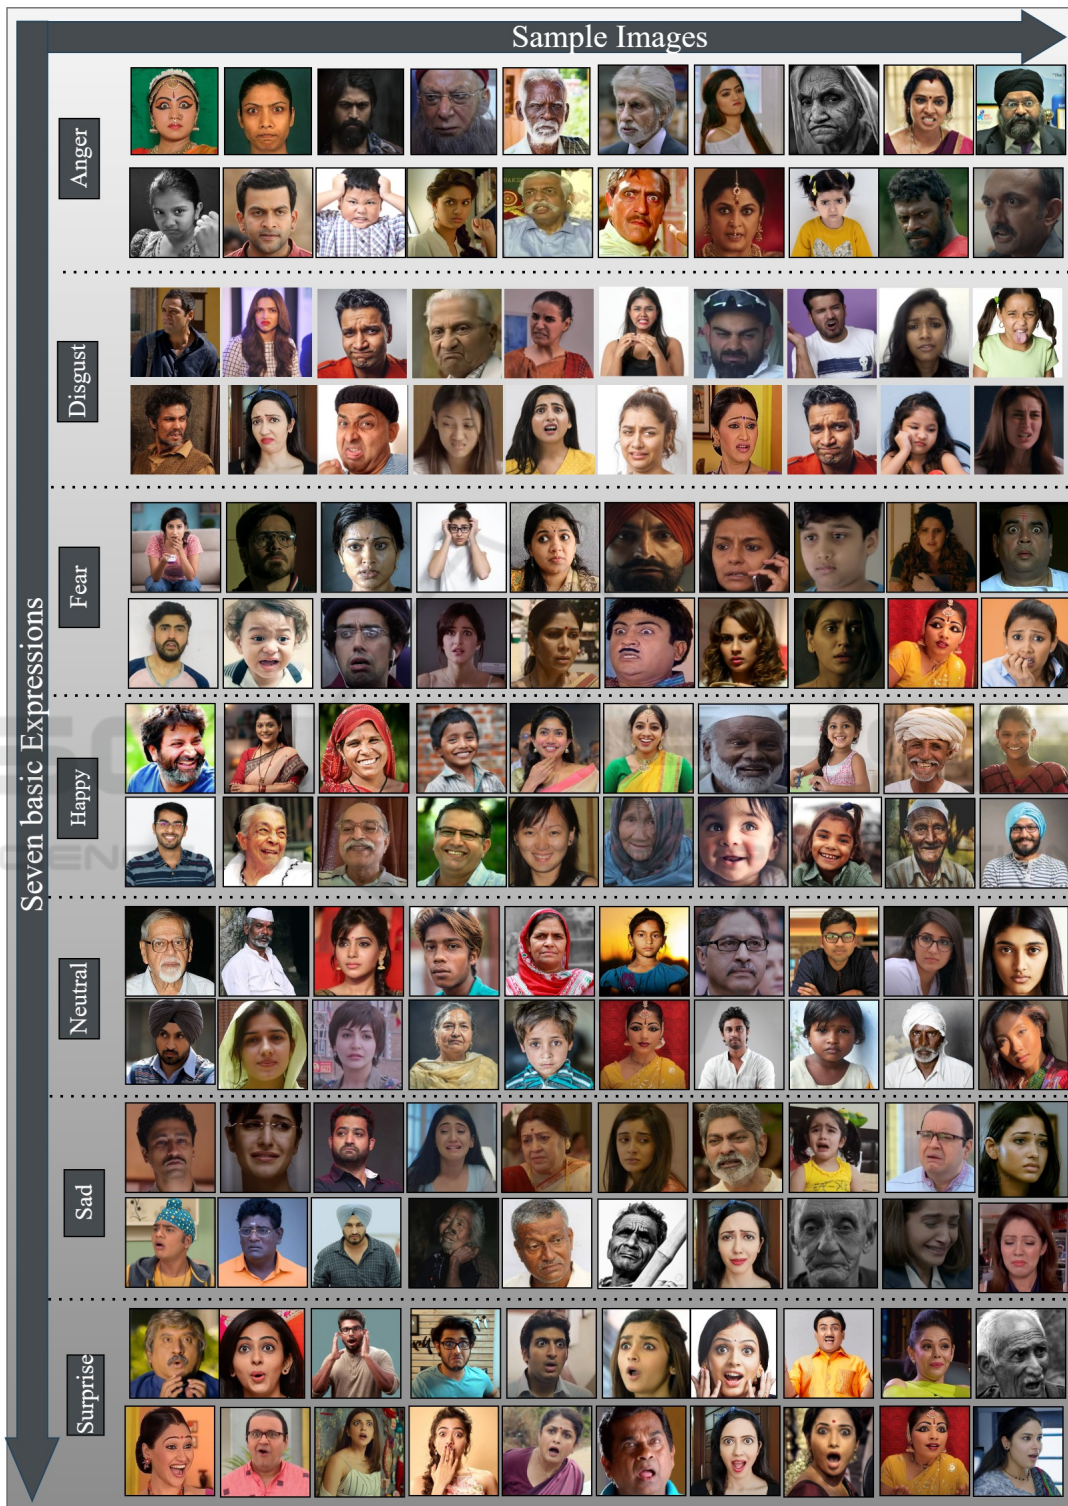 Sample Images
Seven basic Expressions
Anger
Disgust
Fear
Happy
Neutral
Sad
Surprise